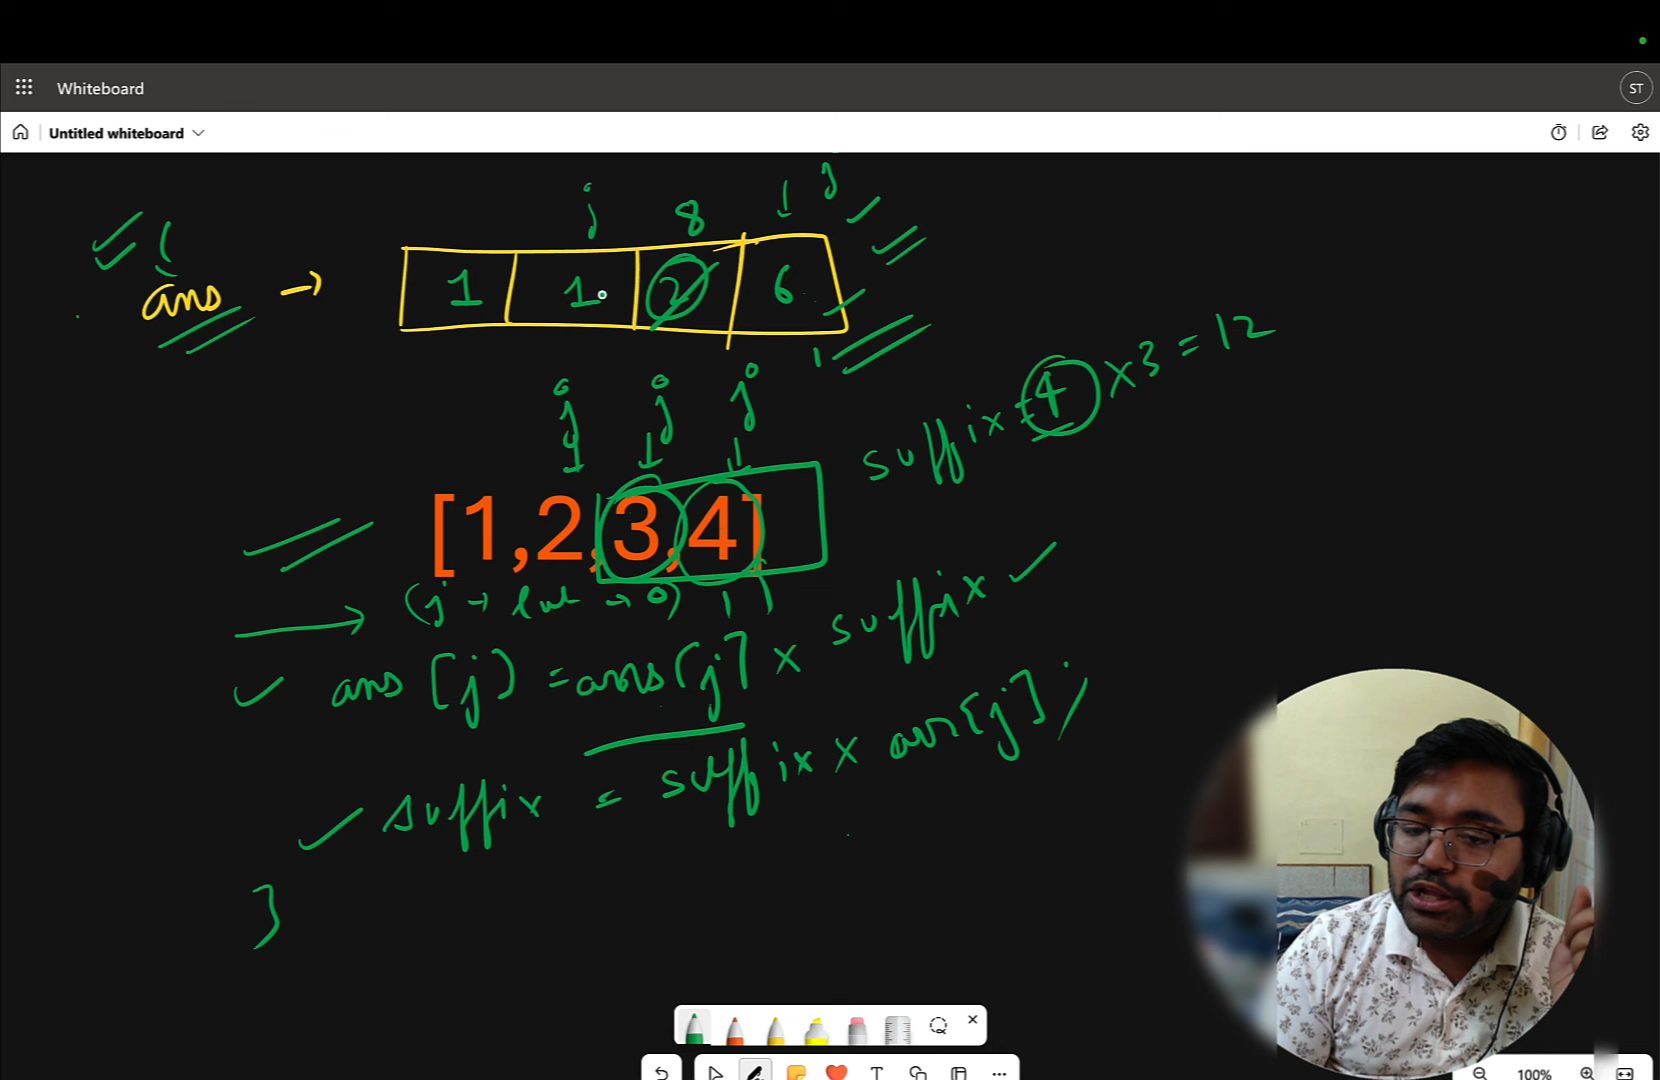 ST
Whiteboard
Untitled whiteboard
j
8
j
ans →
1 1 2 6
j j j
suffix = 4 × 3 = 12
[1,2,3,4]
(j → last → 0)
ans [j] = ans[j] × suffix
suffix = suffix × arr[j]
}
T
100%